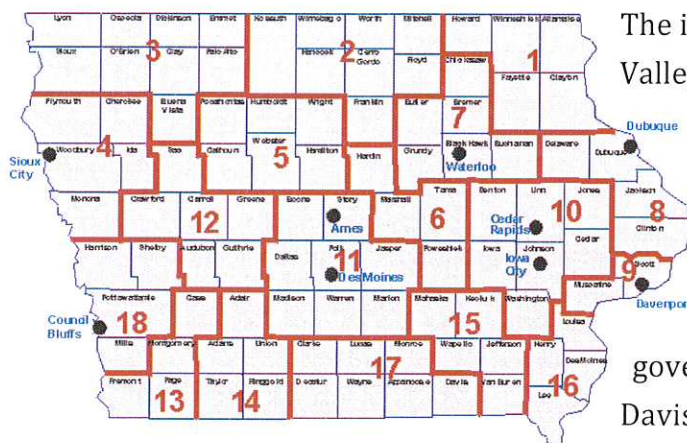 Lyon Osceola Dickinson Emmet Kossuth Winnebago Worth Mitchell Howard Winneshiek Allamakee
The i
Sioux O'Brien Clay Palo Alto Hancock Cerro Gordo Floyd Chickasaw
3 2 1
Valle
Fayette Clayton
Plymouth Cherokee Buena Vista Pocahontas Humboldt Wright Franklin Butler Bremer
7
Dubuque
4 Woodbury Ida Sac Calhoun Webster Hamilton Hardin Grundy Black Hawk Buchanan Delaware Dubuque
Sioux City
5
Waterloo
Monona Crawford Carroll Greene Boone Story Marshall Tama Benton Linn Jones Jackson
12 Ames 6 Cedar Rapids 10 8
Clinton
Harrison Shelby Audubon Guthrie Dallas Polk Jasper Poweshiek Iowa Johnson Cedar
11
Des Moines
Iowa City
Scott
9
Muscatine
Davenpor
Pottawattamie Cass Adair Madison Warren Marion Mahaska Keokuk Washington Louisa
Council Bluffs
18 15
Mills Montgomery Adams Union Clarke Lucas Monroe Wapello Jefferson Henry Des Moines
17
gove
Fremont Page Taylor Ringgold Decatur Wayne Appanoose Davis Van Buren Lee
13 14 16
Davis